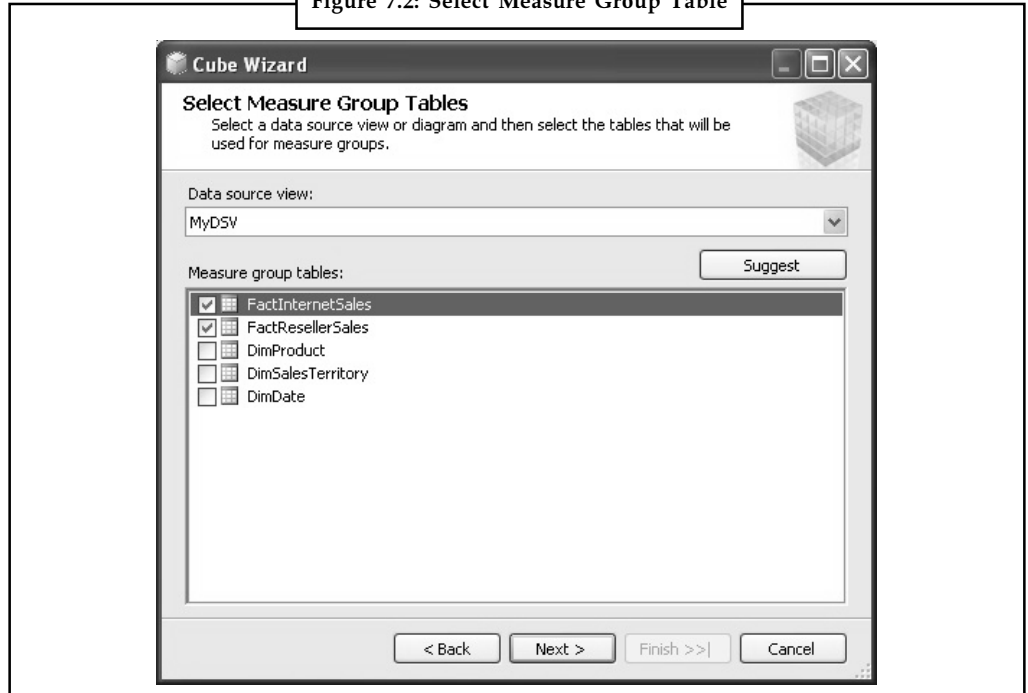 Figure 7.2: Select Measure Group Table
Cube Wizard
Select Measure Group Tables
Select a data source view or diagram and then select the tables that will be
used for measure groups.
Data source view:
MyDSV
Suggest
Measure group tables:
FactInternetSales
FactResellerSales
DimProduct
DimSalesTerritory
DimDate
< Back
Next >
Finish >>|
Cancel